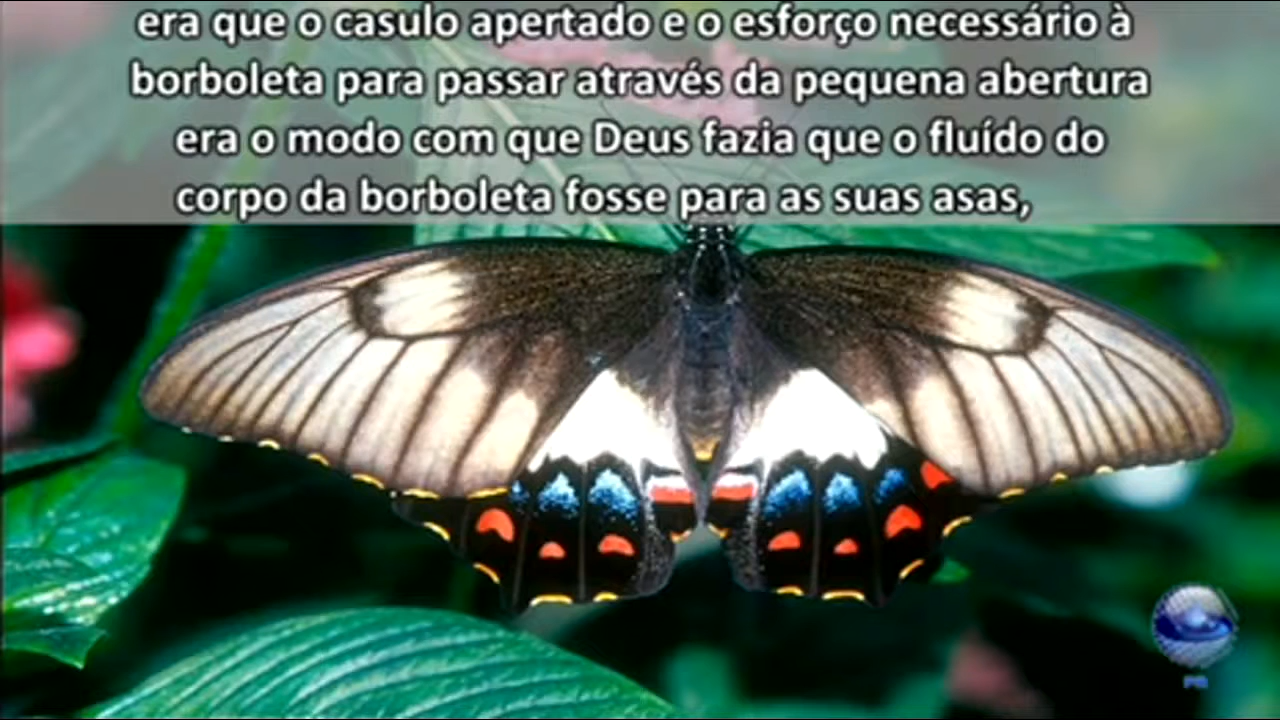 era que o casulo apertado e o esforço necessário à
borboleta para passar através da pequena abertura
era o modo com que Deus fazia que o fluído do
corpo da borboleta fosse para as suas asas,